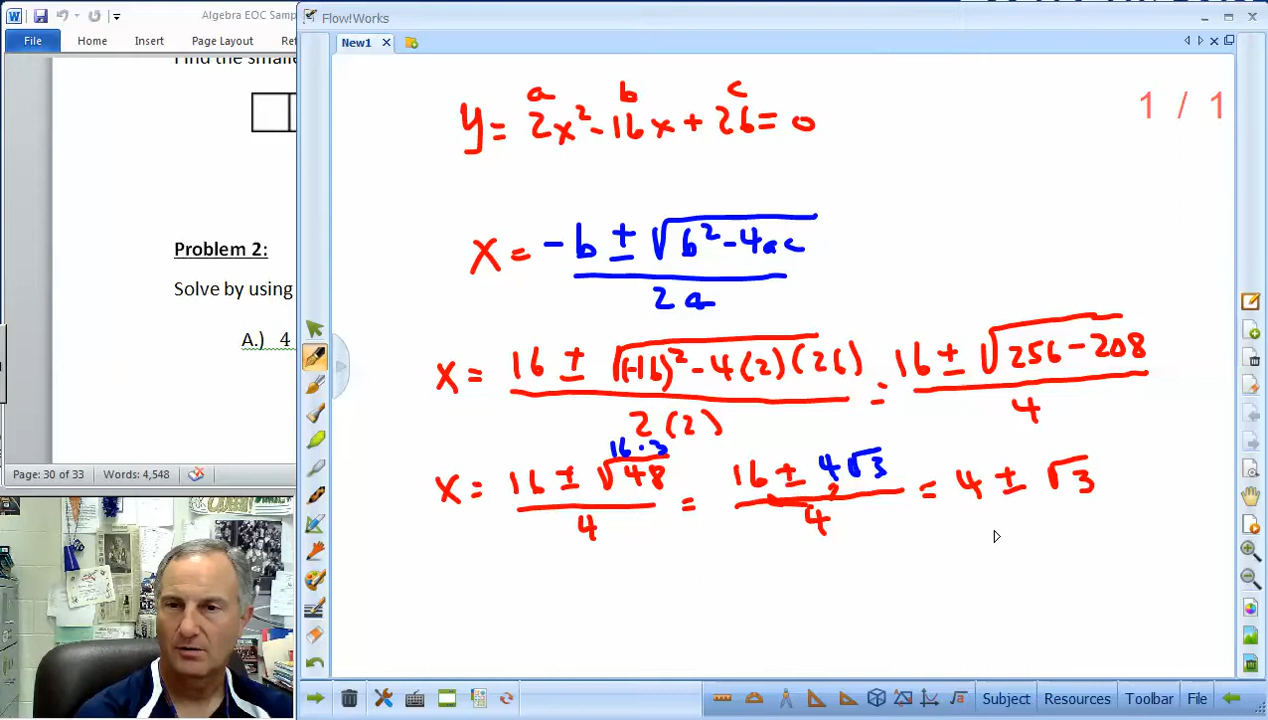 Algebra EOC Samp
Flow!Works
File Home Insert Page Layout Ref
New1
Find the smalle
1 / 1
a b c
y = 2x² - 16x + 26 = 0
Problem 2:
Solve by using
A.) 4
x = -b ± √b² - 4ac
2a
x = 16 ± √(-16)² - 4(2)(26) = 16 ± √256 - 208
2(2) 4
16 · 3
x = 16 ± √48 = 16 ± 4√3 = 4 ± √3
4 4
Page: 30 of 33 Words: 4,548
Subject Resources Toolbar File